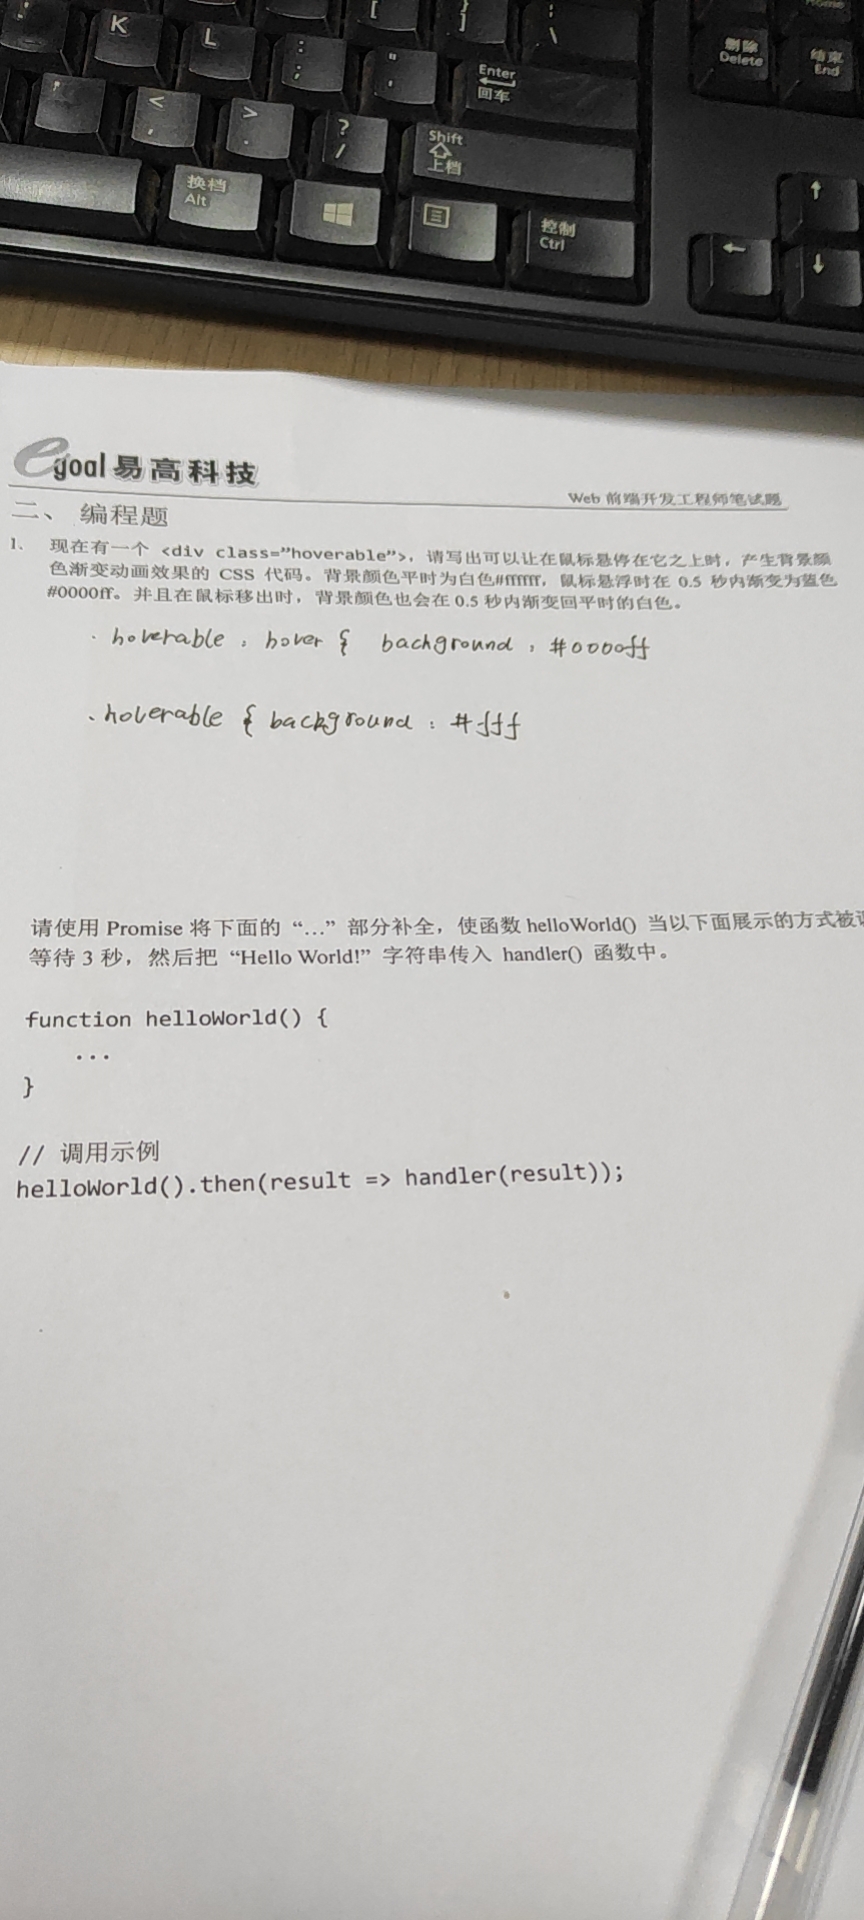 K
L
[
]
}
:
;
"
'
Enter
回车
删除
Delete
结束
End
<
,
>
.
?
/
Shift
上档
换档
Alt
控制
Ctrl
egoal 易高科技
Web 前端开发工程师笔试题
二、 编程题
1、 现在有一个 <div class="hoverable">，请写出可以让在鼠标悬停在它之上时，产生背景颜
色渐变动画效果的 CSS 代码。背景颜色平时为白色#ffffff，鼠标悬浮时在 0.5 秒内渐变为蓝色
#0000ff。并且在鼠标移出时，背景颜色也会在 0.5 秒内渐变回平时的白色。
.hoverable : hover { background : #0000ff
.hoverable { background : #fff
请使用 Promise 将下面的 “…” 部分补全，使函数 helloWorld() 当以下面展示的方式被
等待 3 秒，然后把 “Hello World!” 字符串传入 handler() 函数中。
function helloWorld() {
...
}
// 调用示例
helloWorld().then(result => handler(result));